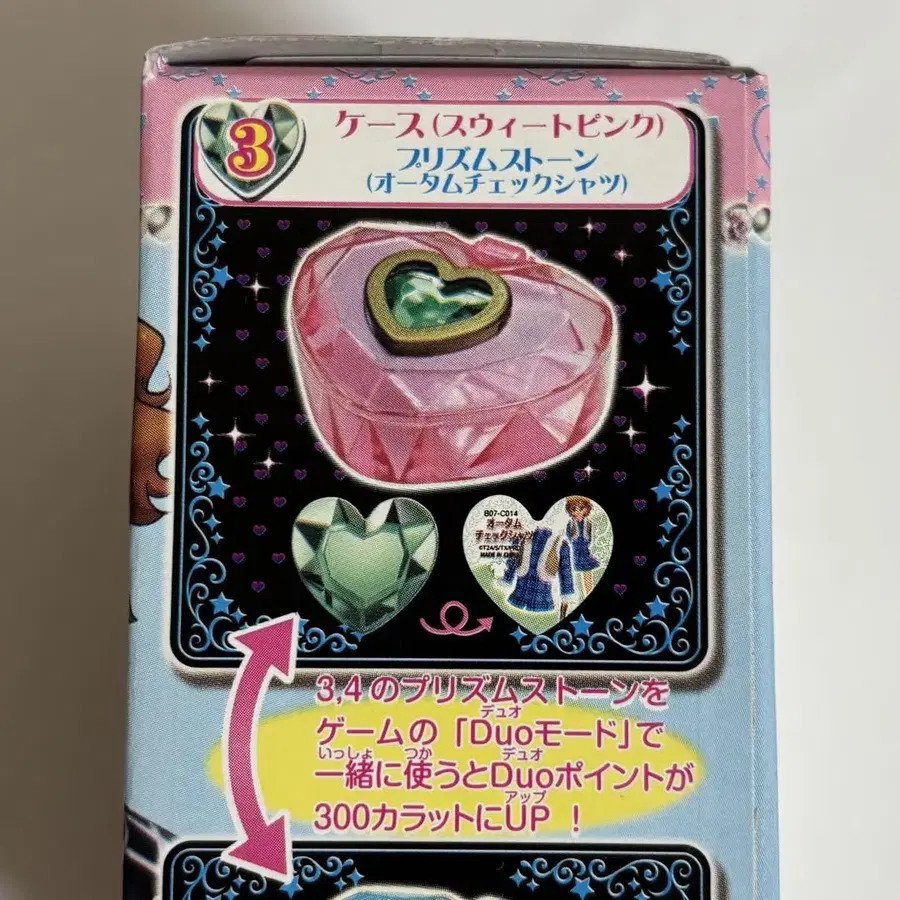 3
ケース(スウィートピンク)
プリズムストーン
(オータムチェックシャツ)
B07-C014
オータム
チェックシャツ
MADE IN CHINA
3,4のプリズムストーンを
デュオ
ゲームの「Duoモード」で
いっしょ つか デュオ
一緒に使うとDuoポイントが
アップ
300カラットにUP !